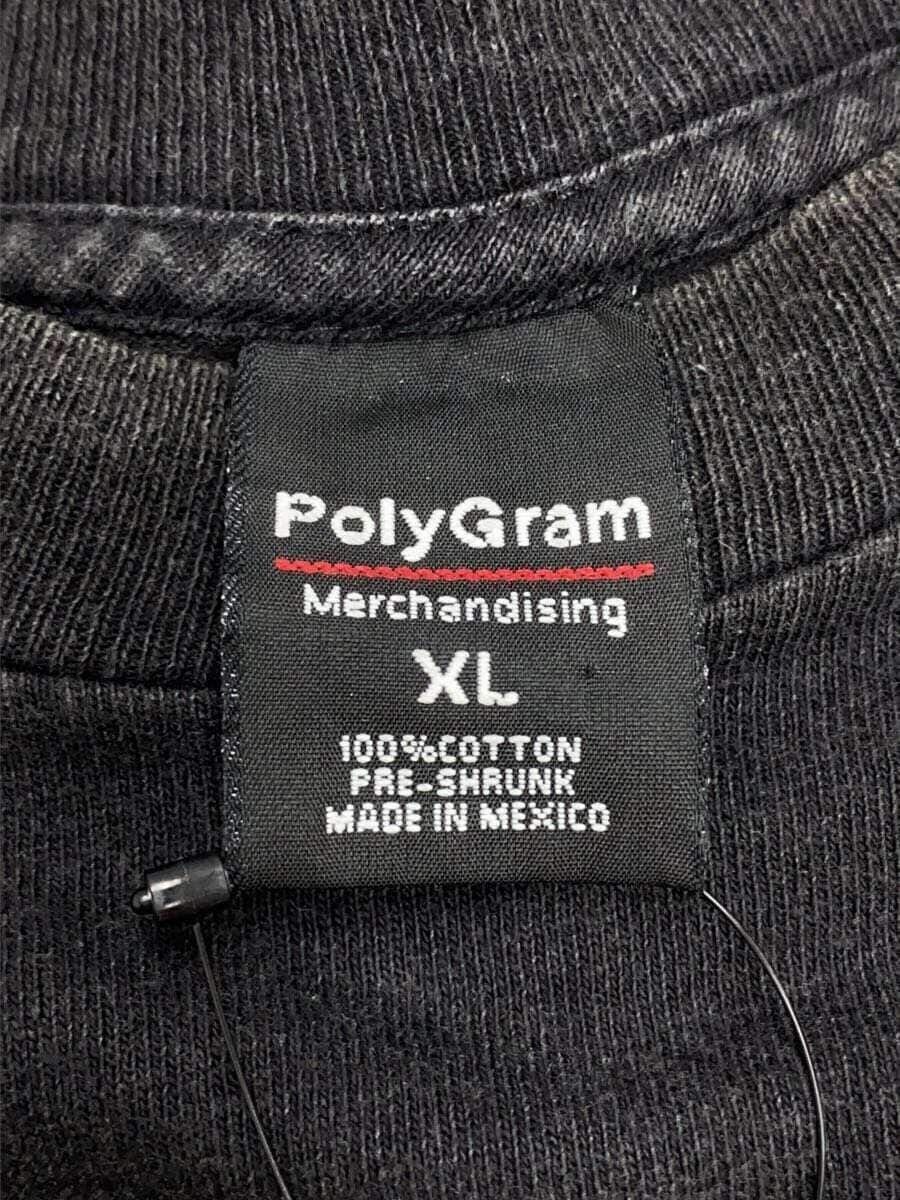 PolyGram
Merchandising
XL
100%COTTON
PRE-SHRUNK
MADE IN MEXICO